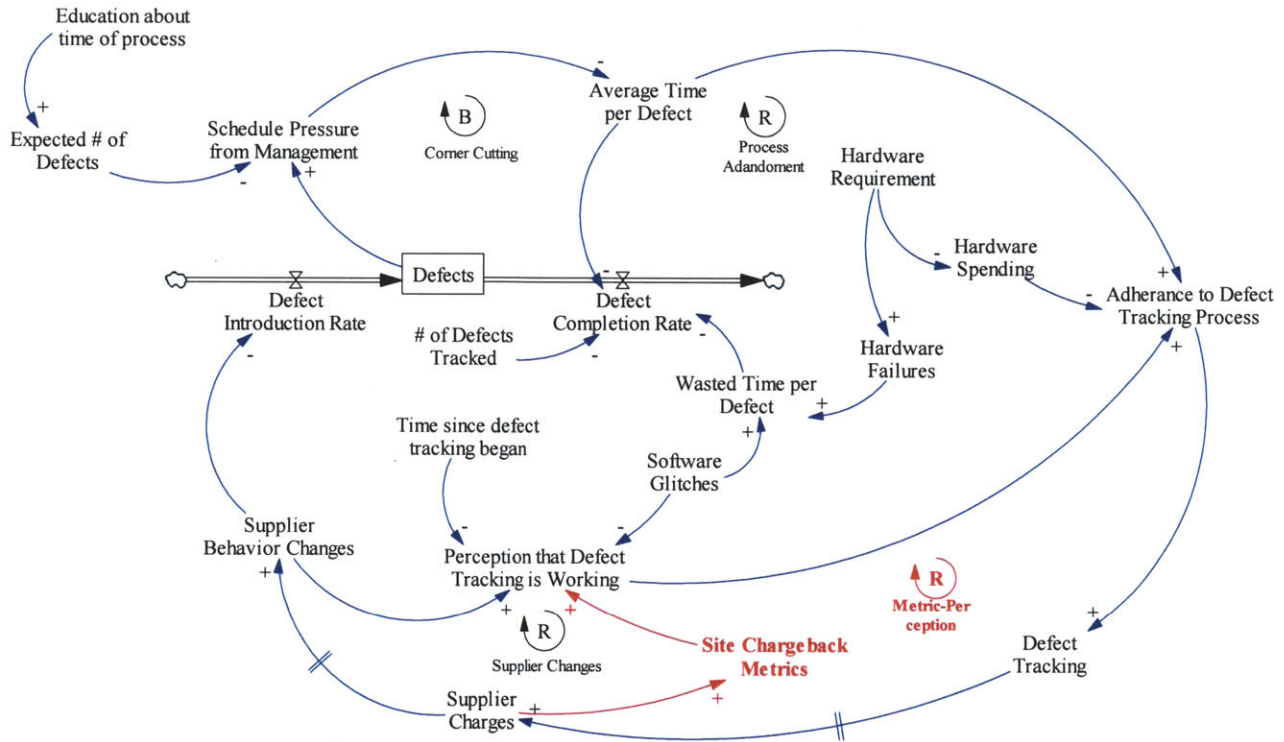 Education about
time of process
+
Expected # of
Defects
-
Schedule Pressure
from Management
+
B
Corner Cutting
-
Average Time
per Defect
R
Process
Adandoment
Hardware
Requirement
-
Hardware
Spending
-
+
Adherance to Defect
Tracking Process
+
Defects
Defect
Introduction Rate
-
-
Defect
Completion Rate
-
# of Defects
Tracked
-
+
Hardware
Failures
+
Wasted Time per
Defect
+
Time since defect
tracking began
-
Software
Glitches
-
Supplier
Behavior Changes
+
Perception that Defect
Tracking is Working
+
+
R
Supplier Changes
R
Metric-Per
ception
Site Chargeback
Metrics
+
+
Defect
Tracking
Supplier
Charges
+